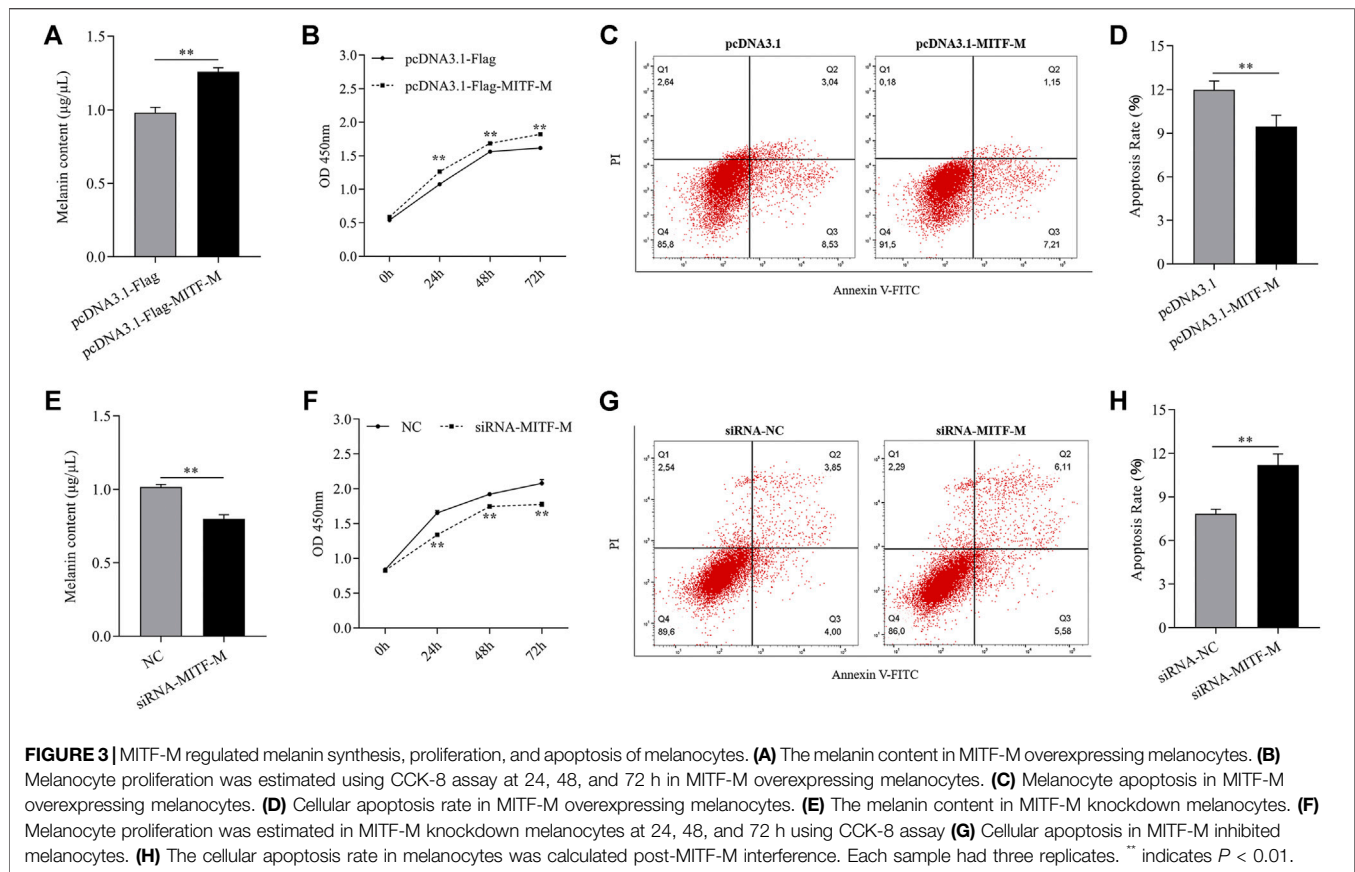 A
1.5
1.0
0.5
0.0
Melanin content (μg/μL)
**
pcDNA3.1-Flag
pcDNA3.1-Flag-MITF-M
B
3.0
2.5
2.0
1.5
1.0
0.5
0.0
OD 450nm
pcDNA3.1-Flag
pcDNA3.1-Flag-MITF-M
**
**
**
0h
24h
48h
72h
C
pcDNA3.1
pcDNA3.1-MITF-M
Q1
2,64
Q2
3,04
Q4
85,8
Q3
8,53
Q1
0,18
Q2
1,15
Q4
91,5
Q3
7,21
PI
Annexin V-FITC
D
15
12
9
6
3
0
Apoptosis Rate (%)
**
pcDNA3.1
pcDNA3.1-MITF-M
E
1.5
1.0
0.5
0.0
Melanin content (μg/μL)
**
NC
siRNA-MITF-M
F
3.0
2.5
2.0
1.5
1.0
0.5
0.0
OD 450nm
NC
siRNA-MITF-M
**
**
**
0h
24h
48h
72h
G
siRNA-NC
siRNA-MITF-M
Q1
2,54
Q2
3,85
Q4
89,6
Q3
4,00
Q1
2,29
Q2
6,11
Q4
86,0
Q3
5,58
PI
Annexin V-FITC
H
15
12
9
6
3
0
Apoptosis Rate (%)
**
siRNA-NC
siRNA-MITF-M
FIGURE 3 | MITF-M regulated melanin synthesis, proliferation, and apoptosis of melanocytes. (A) The melanin content in MITF-M overexpressing melanocytes. (B)
Melanocyte proliferation was estimated using CCK-8 assay at 24, 48, and 72 h in MITF-M overexpressing melanocytes. (C) Melanocyte apoptosis in MITF-M
overexpressing melanocytes. (D) Cellular apoptosis rate in MITF-M overexpressing melanocytes. (E) The melanin content in MITF-M knockdown melanocytes. (F)
Melanocyte proliferation was estimated in MITF-M knockdown melanocytes at 24, 48, and 72 h using CCK-8 assay (G) Cellular apoptosis in MITF-M inhibited
melanocytes. (H) The cellular apoptosis rate in melanocytes was calculated post-MITF-M interference. Each sample had three replicates. ** indicates P < 0.01.